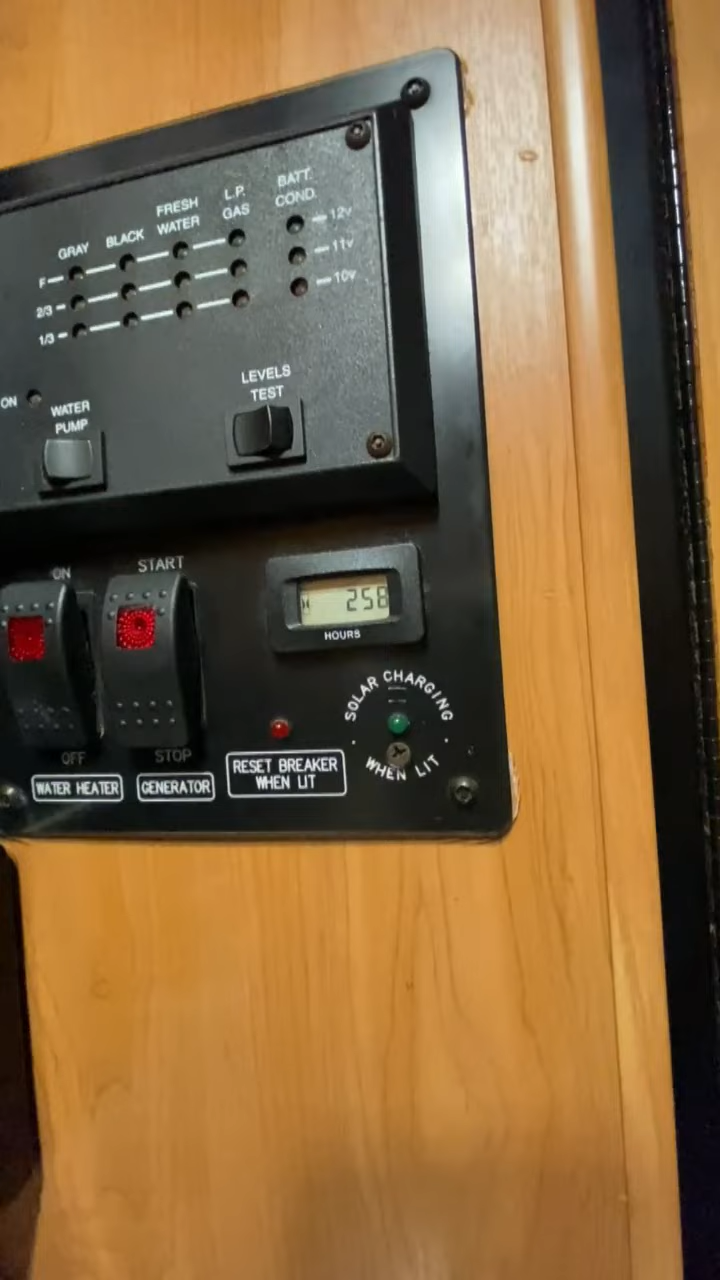 GRAY
BLACK
FRESH
WATER
L.P.
GAS
BATT.
COND.
F
2/3
1/3
12v
11v
10v
ON
WATER
PUMP
LEVELS
TEST
ON
OFF
WATER HEATER
START
STOP
GENERATOR
258
HOURS
RESET BREAKER
WHEN LIT
SOLAR CHARGING
WHEN LIT